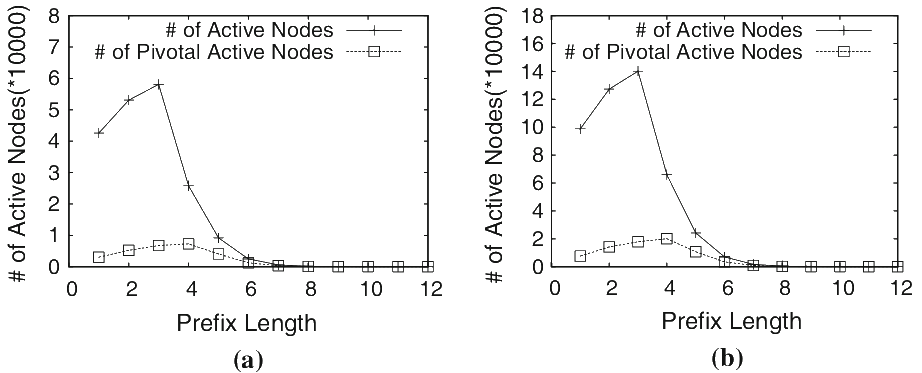 # of Active Nodes(*10000)
8
7
6
5
4
3
2
1
0
# of Active Nodes
# of Pivotal Active Nodes
0 2 4 6 8 10 12
Prefix Length
(a)
# of Active Nodes(*10000)
18
16
14
12
10
8
6
4
2
0
# of Active Nodes
# of Pivotal Active Nodes
0 2 4 6 8 10 12
Prefix Length
(b)